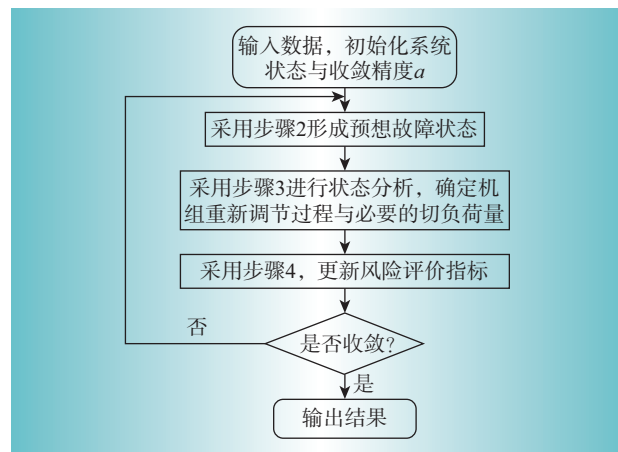 输入数据，初始化系统
状态与收敛精度a
采用步骤2形成预想故障状态
采用步骤3进行状态分析，确定机
组重新调节过程与必要的切负荷量
采用步骤4，更新风险评价指标
否
是否收敛?
是
输出结果